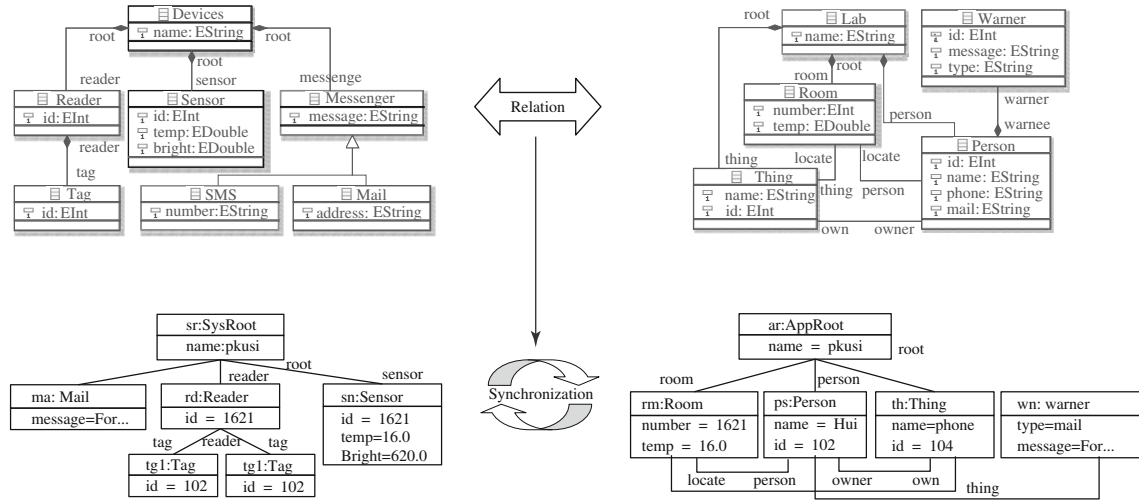 Devices
name: EString
root
root
root
reader
sensor
messenge
Reader
id:EInt
Sensor
id:EInt
temp:EDouble
bright:EDouble
Messenger
message:EString
reader
tag
Tag
id:EInt
SMS
number:EString
Mail
address: EString
Relation
root
Lab
name:EString
Warner
id:EInt
message:EString
type:EString
room
root
Room
number:EInt
temp: EDouble
person
warner
warnee
thing
locate
locate
thing
person
person
Thing
name:EString
id: EInt
Person
id: EInt
name:EString
phone:EString
mail:EString
own
owner
sr:SysRoot
name:pkusi
reader
root
sensor
ma: Mail
message=For...
rd:Reader
id = 1621
sn:Sensor
id = 1621
temp=16.0
Bright=620.0
tag
reader
tag
tg1:Tag
id = 102
tg1:Tag
id = 102
Synchronization
ar:AppRoot
name = pkusi
root
room
person
rm:Room
number = 1621
temp = 16.0
ps:Person
name = Hui
id = 102
th:Thing
name=phone
id = 104
wn: warner
type=mail
message=For...
locate
person
owner
own
thing